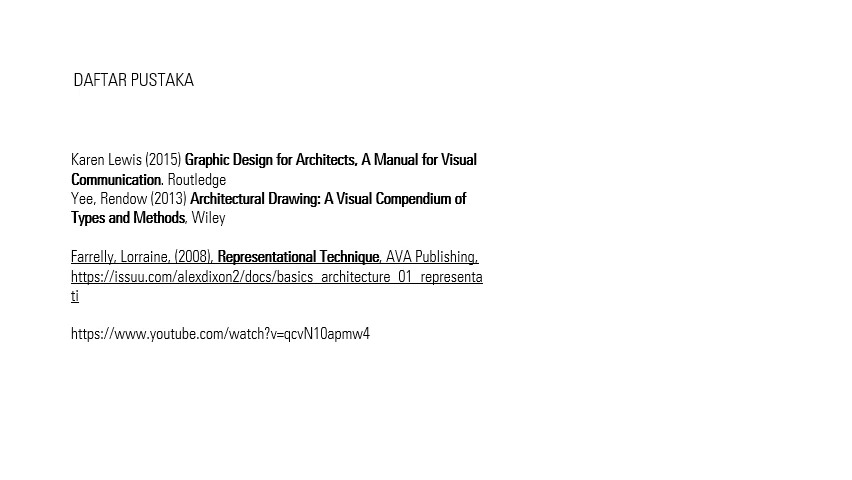 DAFTAR PUSTAKA
Karen Lewis (2015) Graphic Design for Architects, A Manual for Visual
Communication. Routledge
Yee, Rendow (2013) Architectural Drawing: A Visual Compendium of
Types and Methods, Wiley
Farrelly, Lorraine, (2008), Representational Technique, AVA Publishing,
https://issuu.com/alexdixon2/docs/basics_architecture_01_representa
ti
https://www.youtube.com/watch?v=qcvN10apmw4